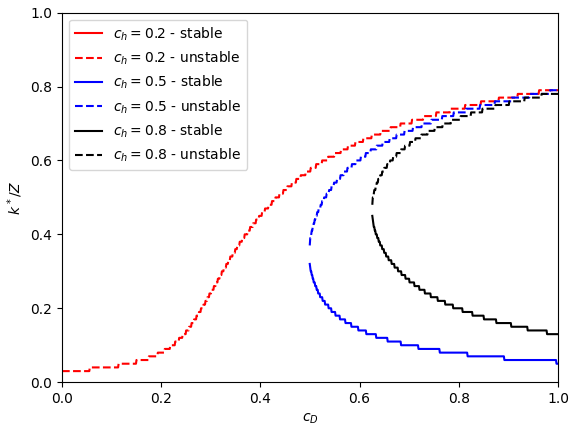 1.0
0.8
0.6
0.4
0.2
0.0
k*/Z
c_h = 0.2 - stable
c_h = 0.2 - unstable
c_h = 0.5 - stable
c_h = 0.5 - unstable
c_h = 0.8 - stable
c_h = 0.8 - unstable
0.0 0.2 0.4 0.6 0.8 1.0
c_D